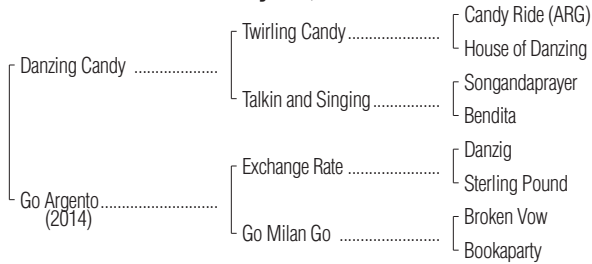 Candy Ride (ARG)
Twirling Candy....................
House of Danzing
Danzing Candy ....................
Songandaprayer
Talkin and Singing................
Bendita
Danzig
Exchange Rate ....................
Sterling Pound
Go Argento............................
(2014)
Broken Vow
Go Milan Go ......................
Bookaparty